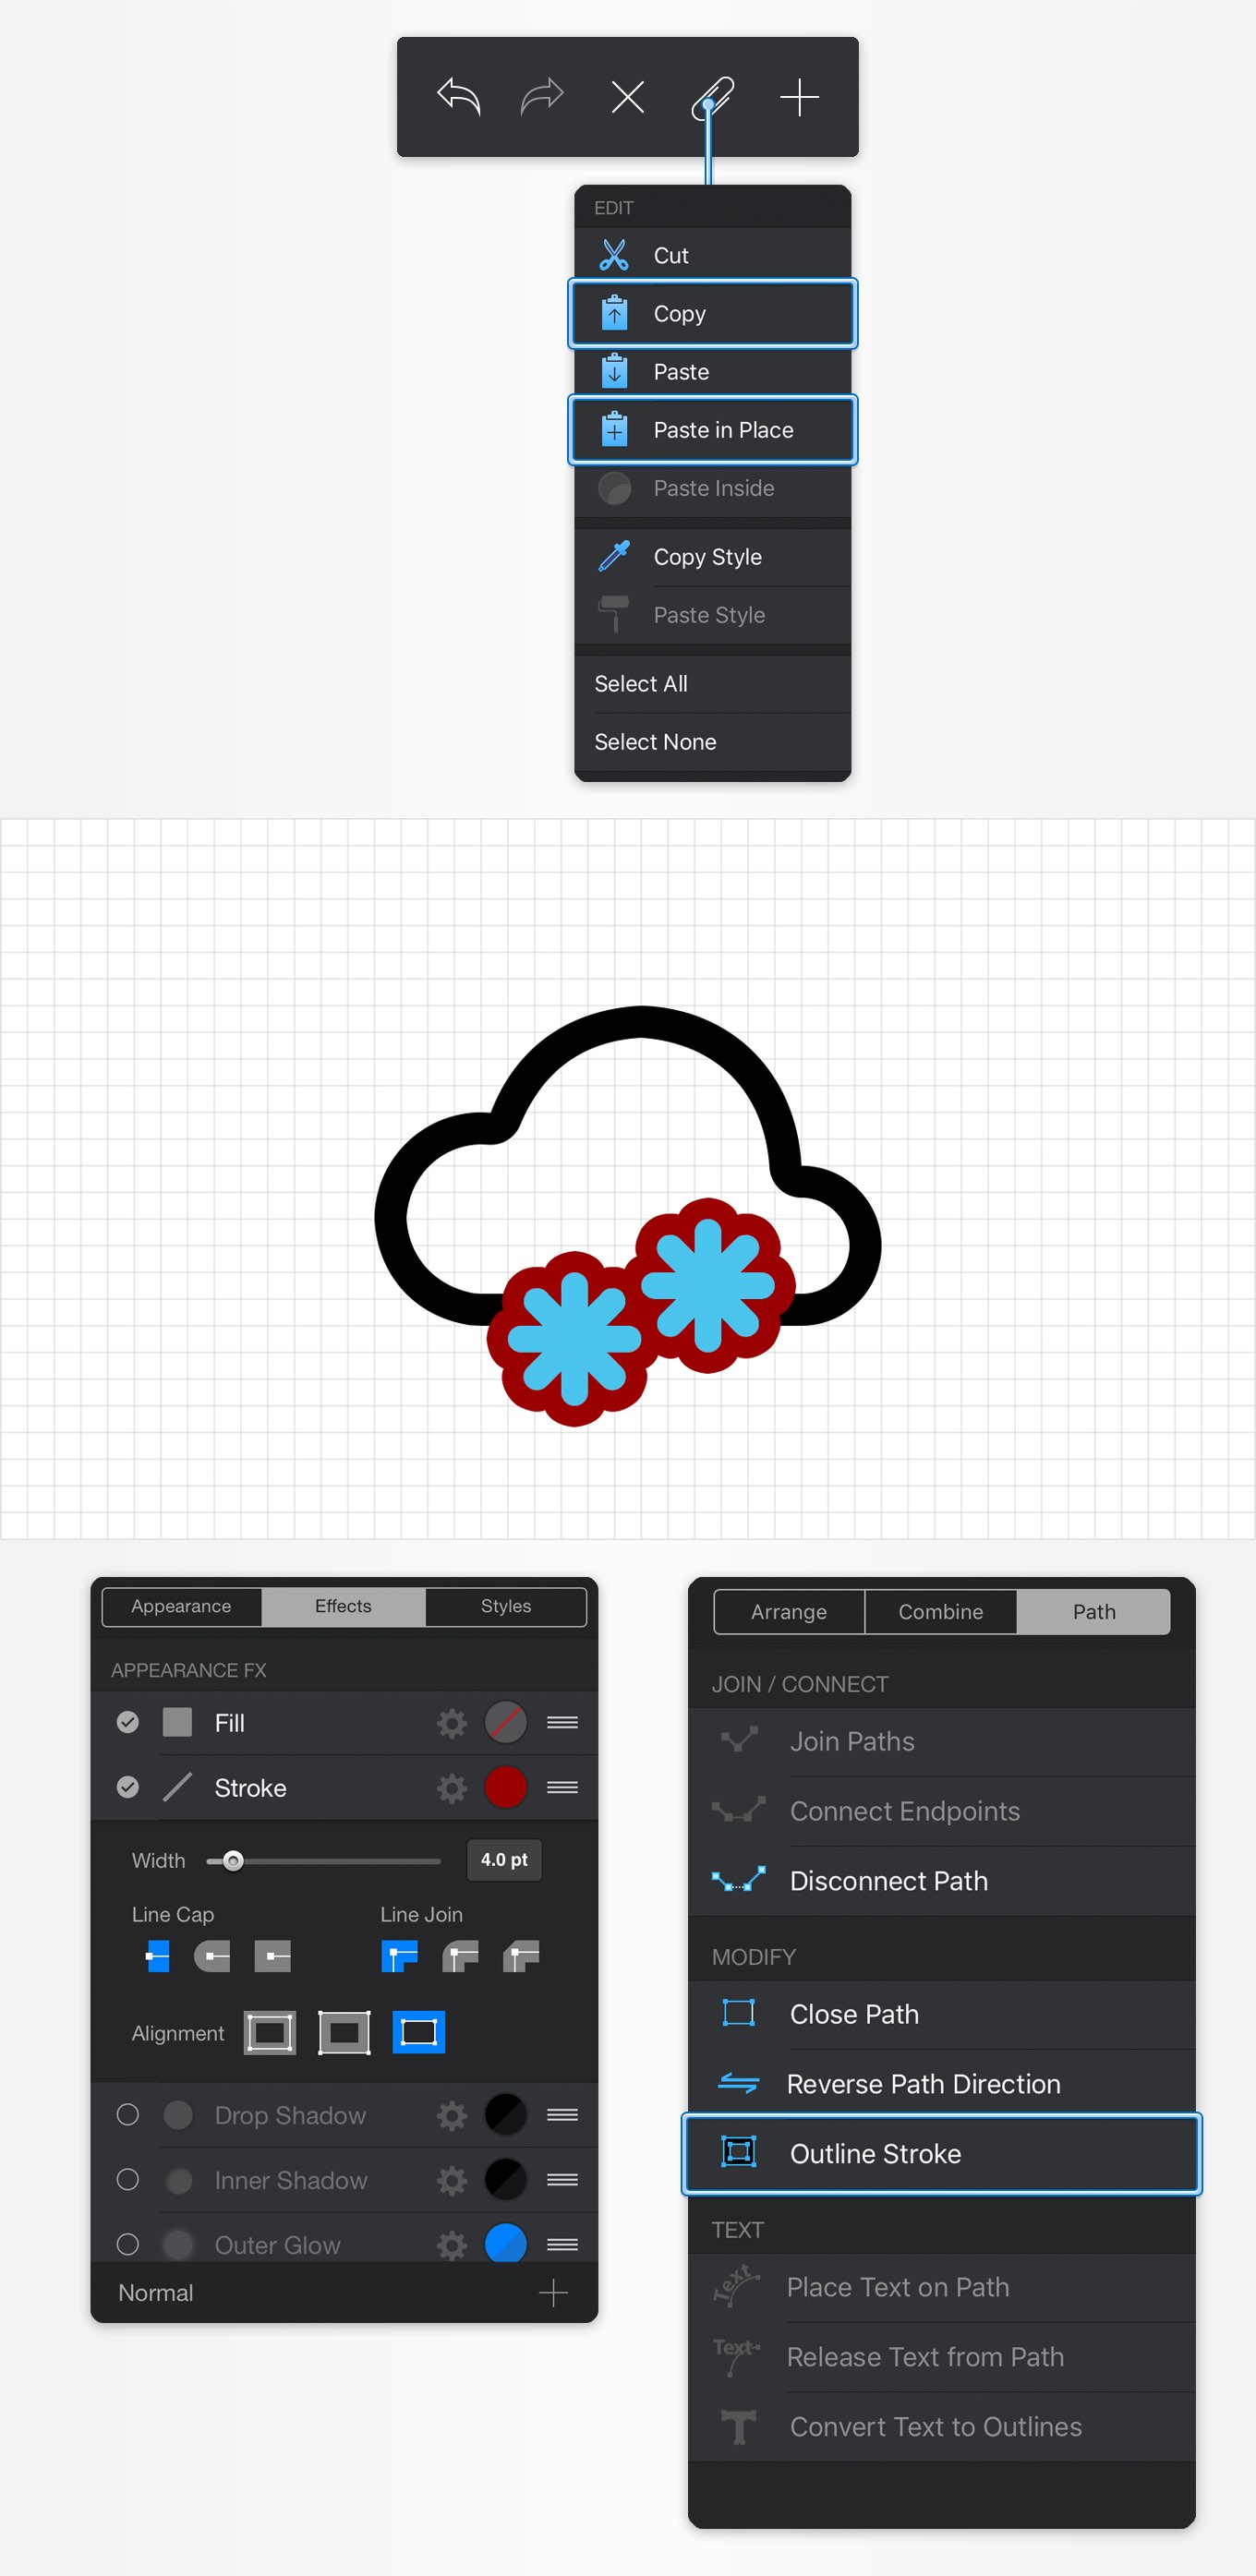 EDIT
Cut
Copy
Paste
Paste in Place
Paste Inside
Copy Style
Paste Style
Select All
Select None
Appearance Effects Styles
APPEARANCE FX
Fill
Stroke
Width 4.0 pt
Line Cap Line Join
Alignment
Drop Shadow
Inner Shadow
Outer Glow
Normal
Arrange Combine Path
JOIN / CONNECT
Join Paths
Connect Endpoints
Disconnect Path
MODIFY
Close Path
Reverse Path Direction
Outline Stroke
TEXT
Text Place Text on Path
Text Release Text from Path
T Convert Text to Outlines